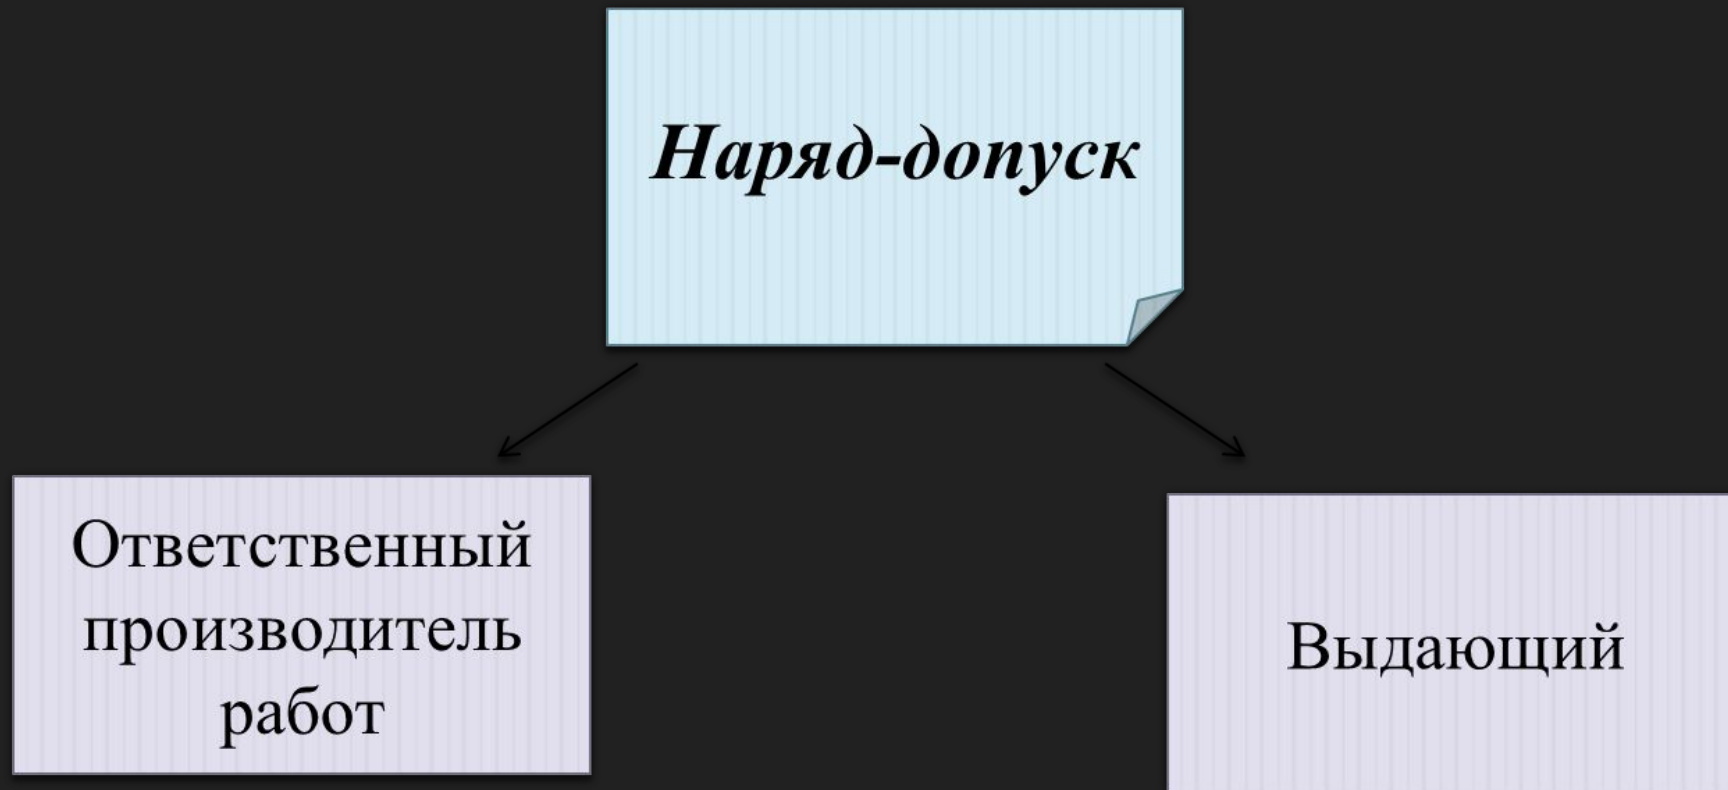 Наряд-допуск
Ответственный
производитель
работ
Выдающий